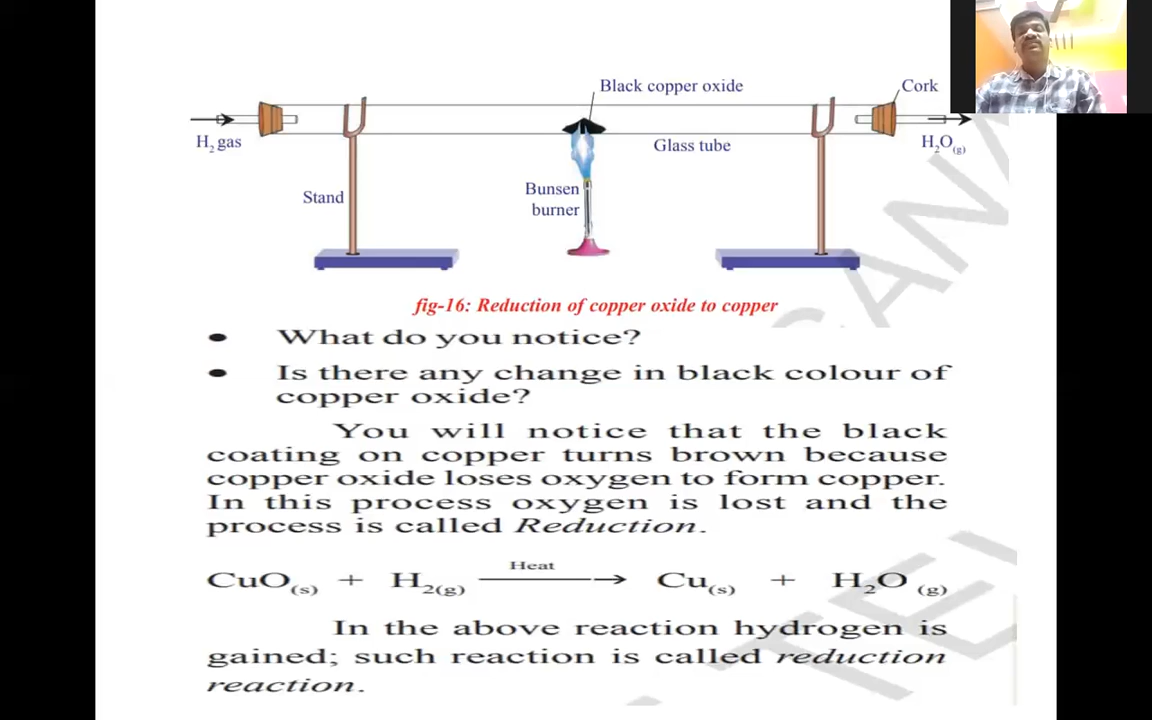 Black copper oxide
Cork
H₂ gas
Glass tube
H₂O(g)
Stand
Bunsen
burner
fig-16: Reduction of copper oxide to copper
• What do you notice?
• Is there any change in black colour of
copper oxide?
You will notice that the black
coating on copper turns brown because
copper oxide loses oxygen to form copper.
In this process oxygen is lost and the
process is called Reduction.
Heat
CuO(s) + H₂(g) ⟶ Cu(s) + H₂O (g)
In the above reaction hydrogen is
gained; such reaction is called reduction
reaction.